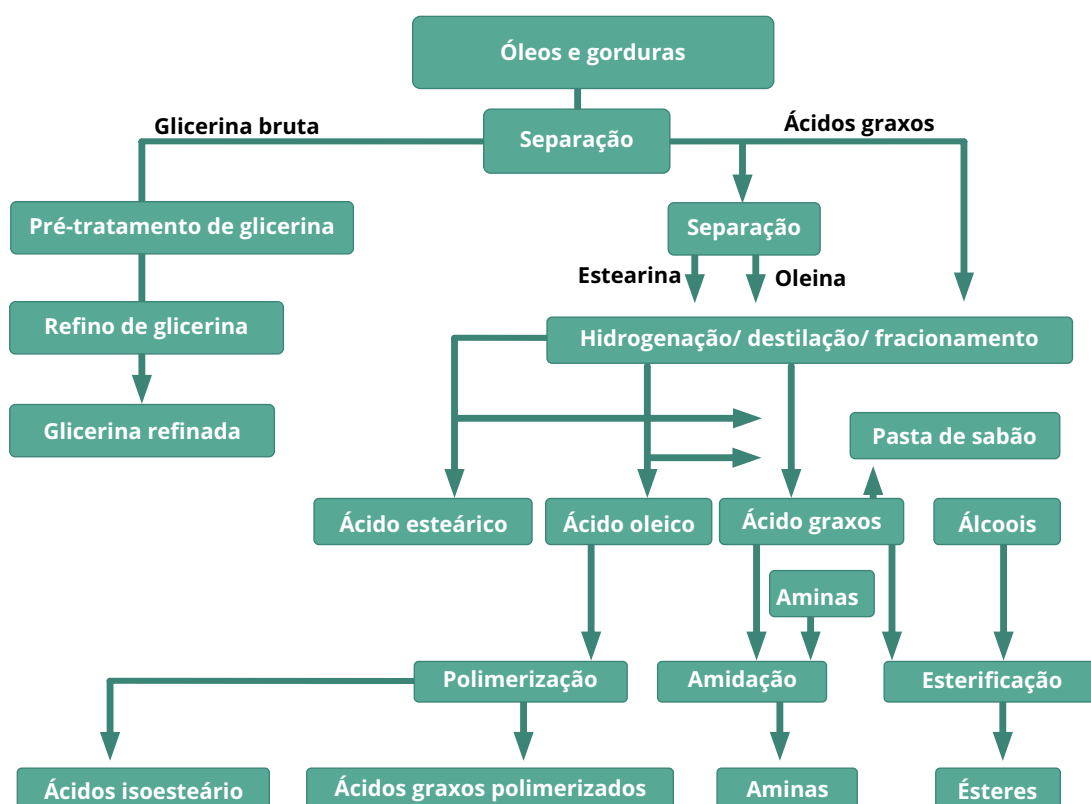 Óleos e gorduras
Glicerina bruta
Separação
Ácidos graxos
Pré-tratamento de glicerina
Separação
Estearina
Oleina
Refino de glicerina
Hidrogenação/ destilação/ fracionamento
Glicerina refinada
Pasta de sabão
Ácido esteárico
Ácido oleico
Ácido graxos
Álcoois
Aminas
Polimerização
Amidação
Esterificação
Ácidos isoesteário
Ácidos graxos polimerizados
Aminas
Ésteres